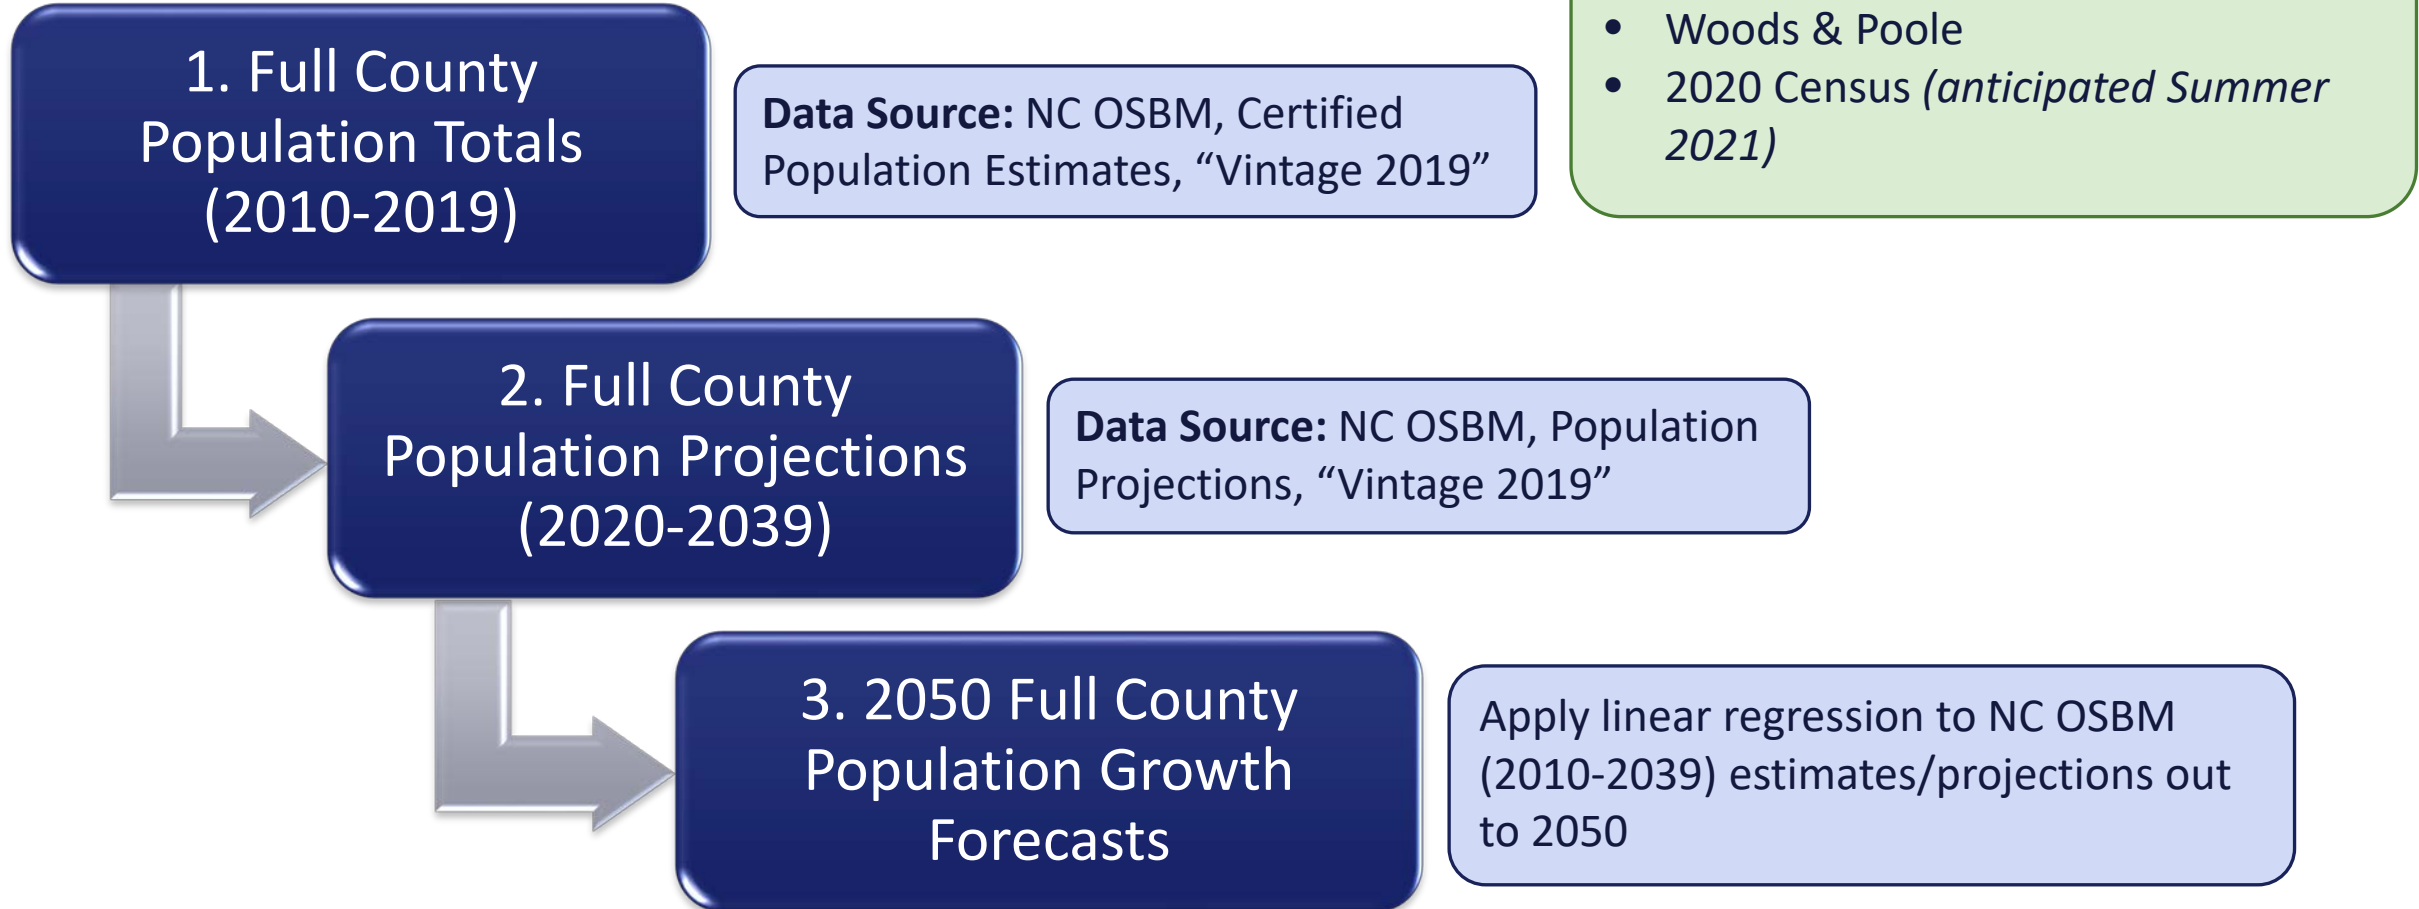 1. Full County
Population Totals
(2010-2019)
Data Source: NC OSBM, Certified
Population Estimates, “Vintage 2019”
• Woods & Poole
• 2020 Census (anticipated Summer
2021)
2. Full County
Population Projections
(2020-2039)
Data Source: NC OSBM, Population
Projections, “Vintage 2019”
3. 2050 Full County
Population Growth
Forecasts
Apply linear regression to NC OSBM
(2010-2039) estimates/projections out
to 2050